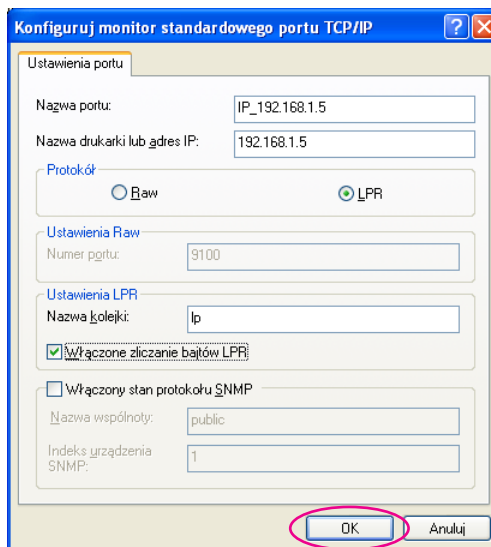 Konfiguruj monitor standardowego portu TCP/IP
Ustawienia portu
Nazwa portu: IP_192.168.1.5
Nazwa drukarki lub adres IP: 192.168.1.5
Protokół
Raw LPR
Ustawienia Raw
Numer portu: 9100
Ustawienia LPR
Nazwa kolejki: lp
Włączone zliczanie bajtów LPR
Włączony stan protokołu SNMP
Nazwa wspólnoty: public
Indeks urządzenia
SNMP: 1
OK Anuluj